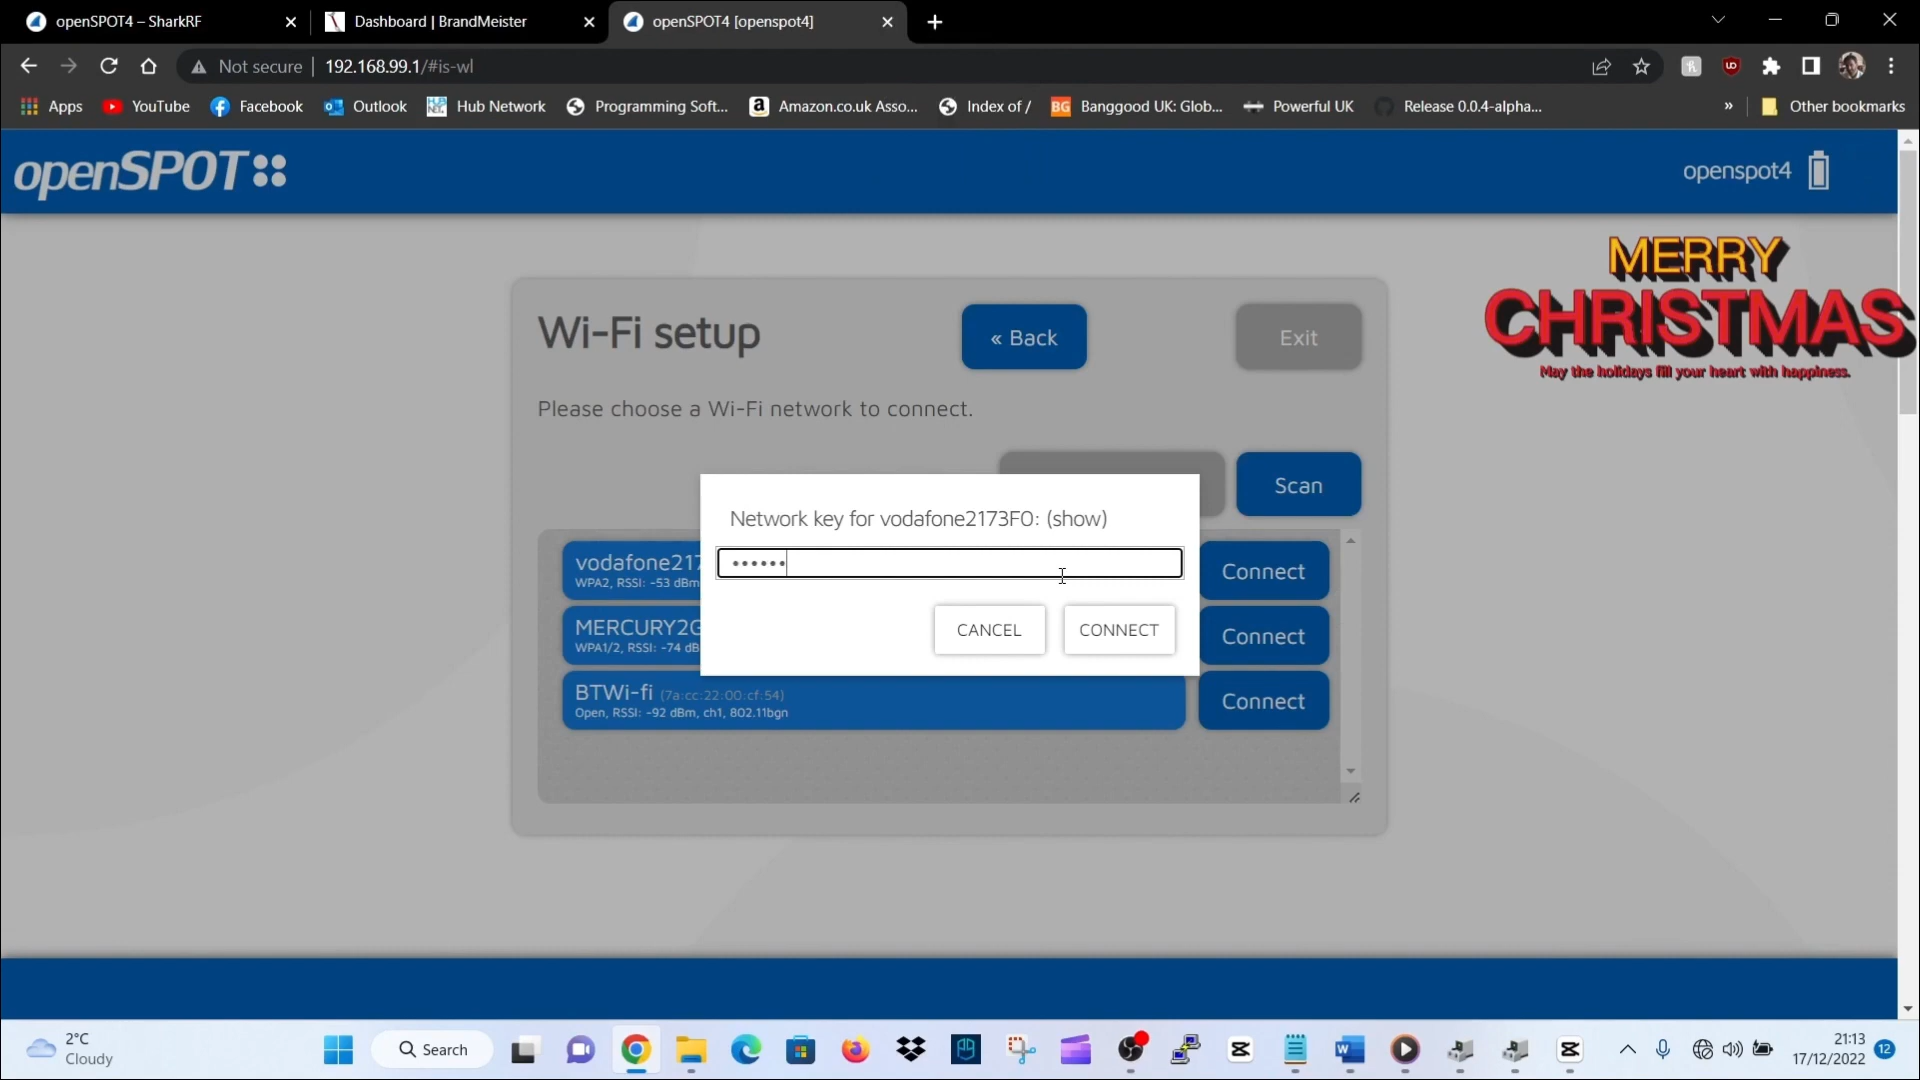 openSPOT4 – SharkRF
Dashboard | BrandMeister
openSPOT4 [openspot4]
Not secure
192.168.99.1/#is-wl
Apps
YouTube
Facebook
Outlook
Hub Network
Programming Soft...
Amazon.co.uk Asso...
Index of /
Banggood UK: Glob...
Powerful UK
Release 0.0.4-alpha...
»
Other bookmarks
openSPOT
openspot4
MERRY
CHRISTMAS
May the holidays fill your heart with happiness.
Wi-Fi setup
« Back
Exit
Please choose a Wi-Fi network to connect.
Scan
Network key for vodafone2173F0: (show)
••••••
CANCEL
CONNECT
vodafone217
WPA2, RSSI: -53 dBm
Connect
MERCURY2G
WPA1/2, RSSI: -74 dB
Connect
BTWi-fi (7a:cc:22:00:cf:54)
Open, RSSI: -92 dBm, ch1, 802.11bgn
Connect
2°C
Cloudy
Search
21:13
17/12/2022
12